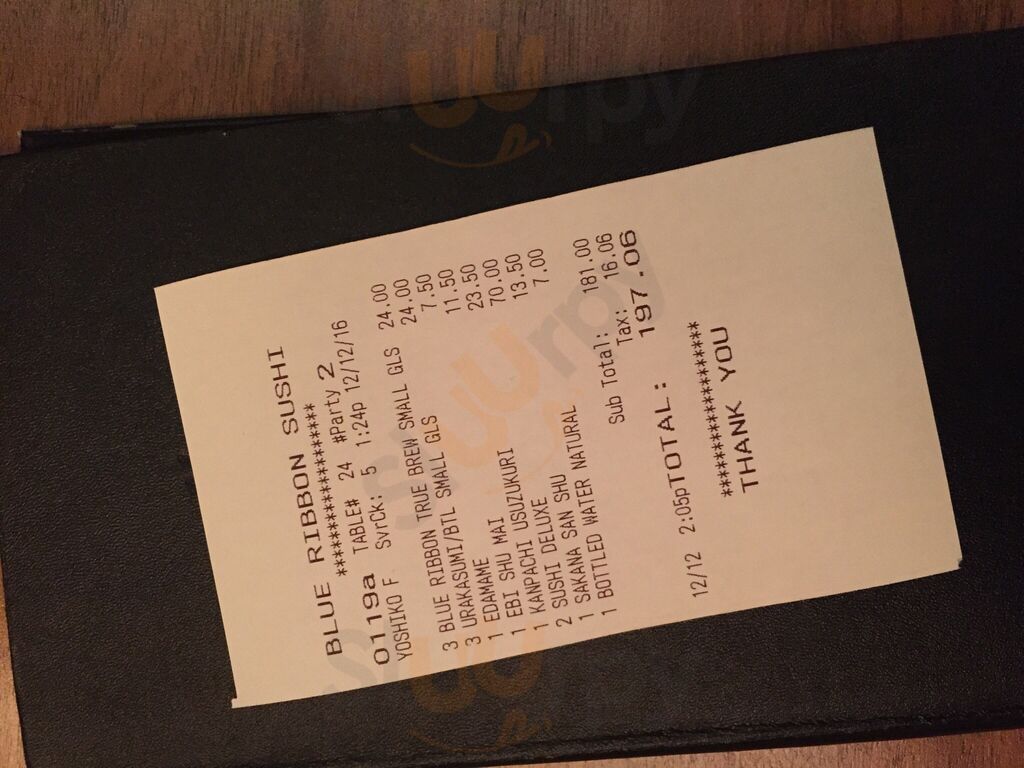 BLUE RIBBON SUSHI
********************
0119a TABLE# 24 #Party 2
YOSHIKO F SvrCk: 5 1:24p 12/12/16
3 BLUE RIBBON TRUE BREW SMALL GLS 24.00
3 URAKASUMI/BTL SMALL GLS 24.00
1 EDAMAME 7.50
1 EBI SHU MAI 11.50
1 KANPACHI USUZUKURI 23.50
2 SUSHI DELUXE 70.00
1 SAKANA SAN SHU 13.50
1 BOTTLED WATER NATURAL 7.00
Sub Total: 181.00
Tax: 16.06
12/12 2:05pTOTAL: 197.06
********************
THANK YOU